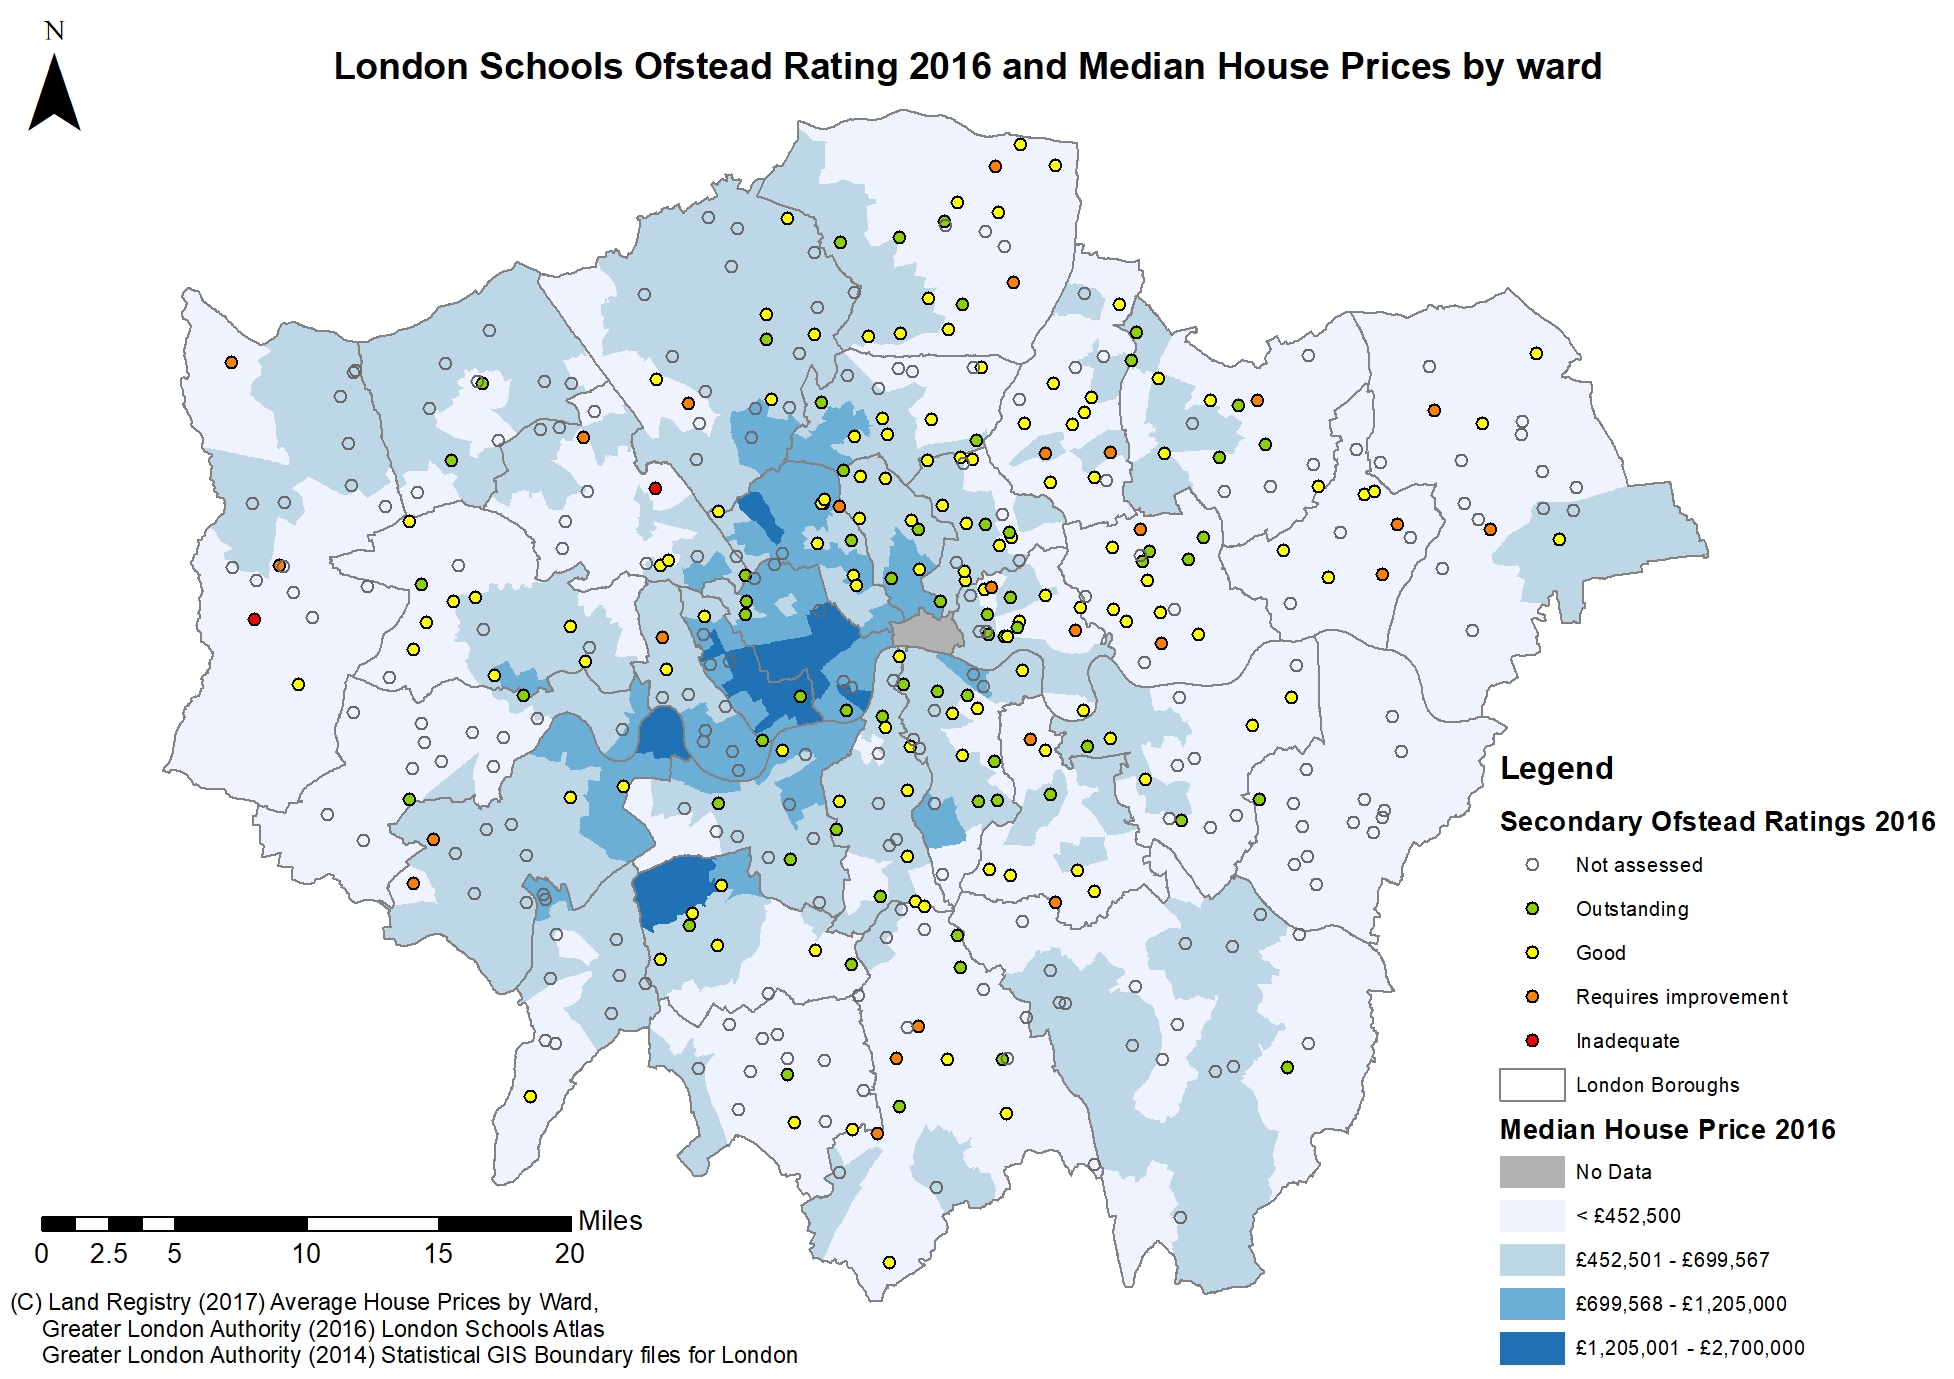 N
London Schools Ofstead Rating 2016 and Median House Prices by ward
Legend
Secondary Ofstead Ratings 2016
Not assessed
Outstanding
Good
Requires improvement
Inadequate
London Boroughs
Median House Price 2016
No Data
< £452,500
£452,501 - £699,567
£699,568 - £1,205,000
£1,205,001 - £2,700,000
Miles
0 2.5 5 10 15 20
(C) Land Registry (2017) Average House Prices by Ward,
Greater London Authority (2016) London Schools Atlas
Greater London Authority (2014) Statistical GIS Boundary files for London